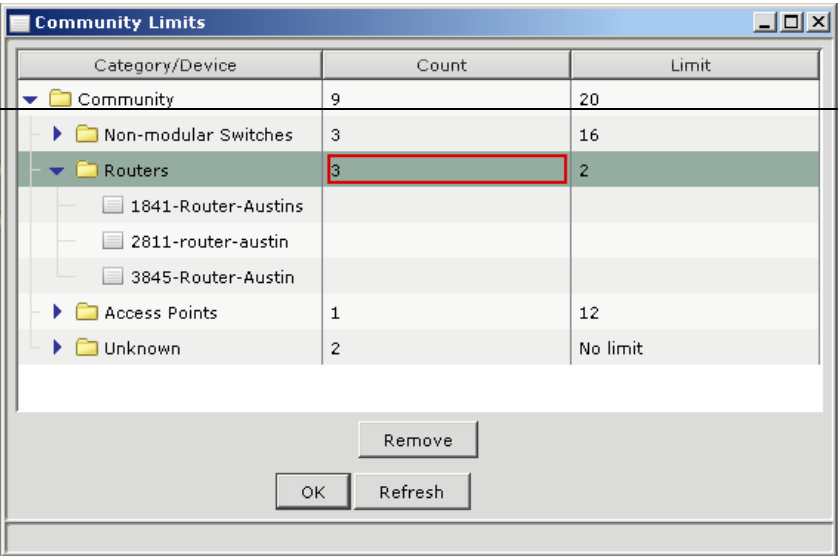 Community Limits
Category/Device Count Limit
Community 9 20
Non-modular Switches 3 16
Routers 3 2
1841-Router-Austins
2811-router-austin
3845-Router-Austin
Access Points 1 12
Unknown 2 No limit
Remove
OK Refresh